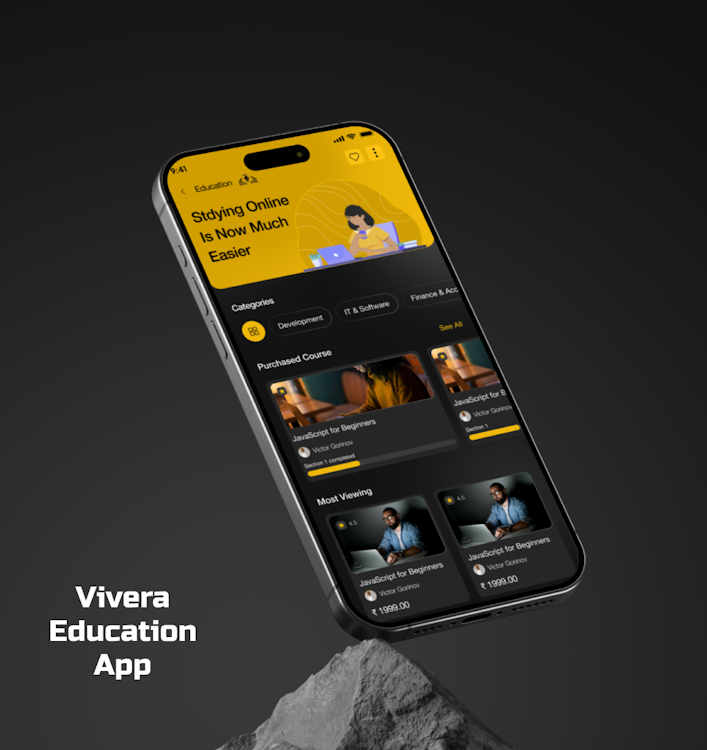 9:41
Education
Stdying Online
Is Now Much
Easier
Categories
Development
IT & Software
Finance & Acc
See All
Purchased Course
JavaScript for Beginners
Victor Gorinov
Section 1 completed
JavaScript for B
Victor Gorinov
Section 1
Most Viewing
4.5
JavaScript for Beginners
Victor Gorinov
₹ 1999.00
4.5
JavaScript for Beginners
Victor Gorinov
₹ 1999.00
Vivera
Education
App